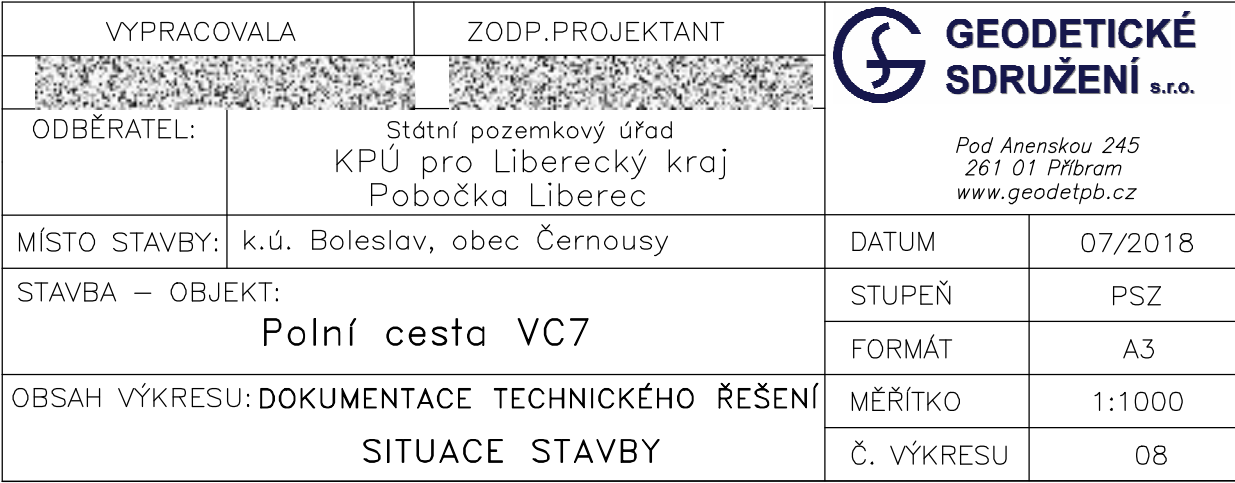 VYPRACOVALA
ZODP.PROJEKTANT
GEODETICKÉ
SDRUŽENÍ s.r.o.
Pod Anenskou 245
261 01 Příbram
www.geodetpb.cz
ODBĚRATEL:
Státní pozemkový úřad
KPÚ pro Liberecký kraj
Pobočka Liberec
MÍSTO STAVBY: k.ú. Boleslav, obec Černousy
DATUM 07/2018
STAVBA – OBJEKT:
Polní cesta VC7
STUPEŇ PSZ
FORMÁT A3
OBSAH VÝKRESU: DOKUMENTACE TECHNICKÉHO ŘEŠENÍ
SITUACE STAVBY
MĚŘÍTKO 1:1000
Č. VÝKRESU 08